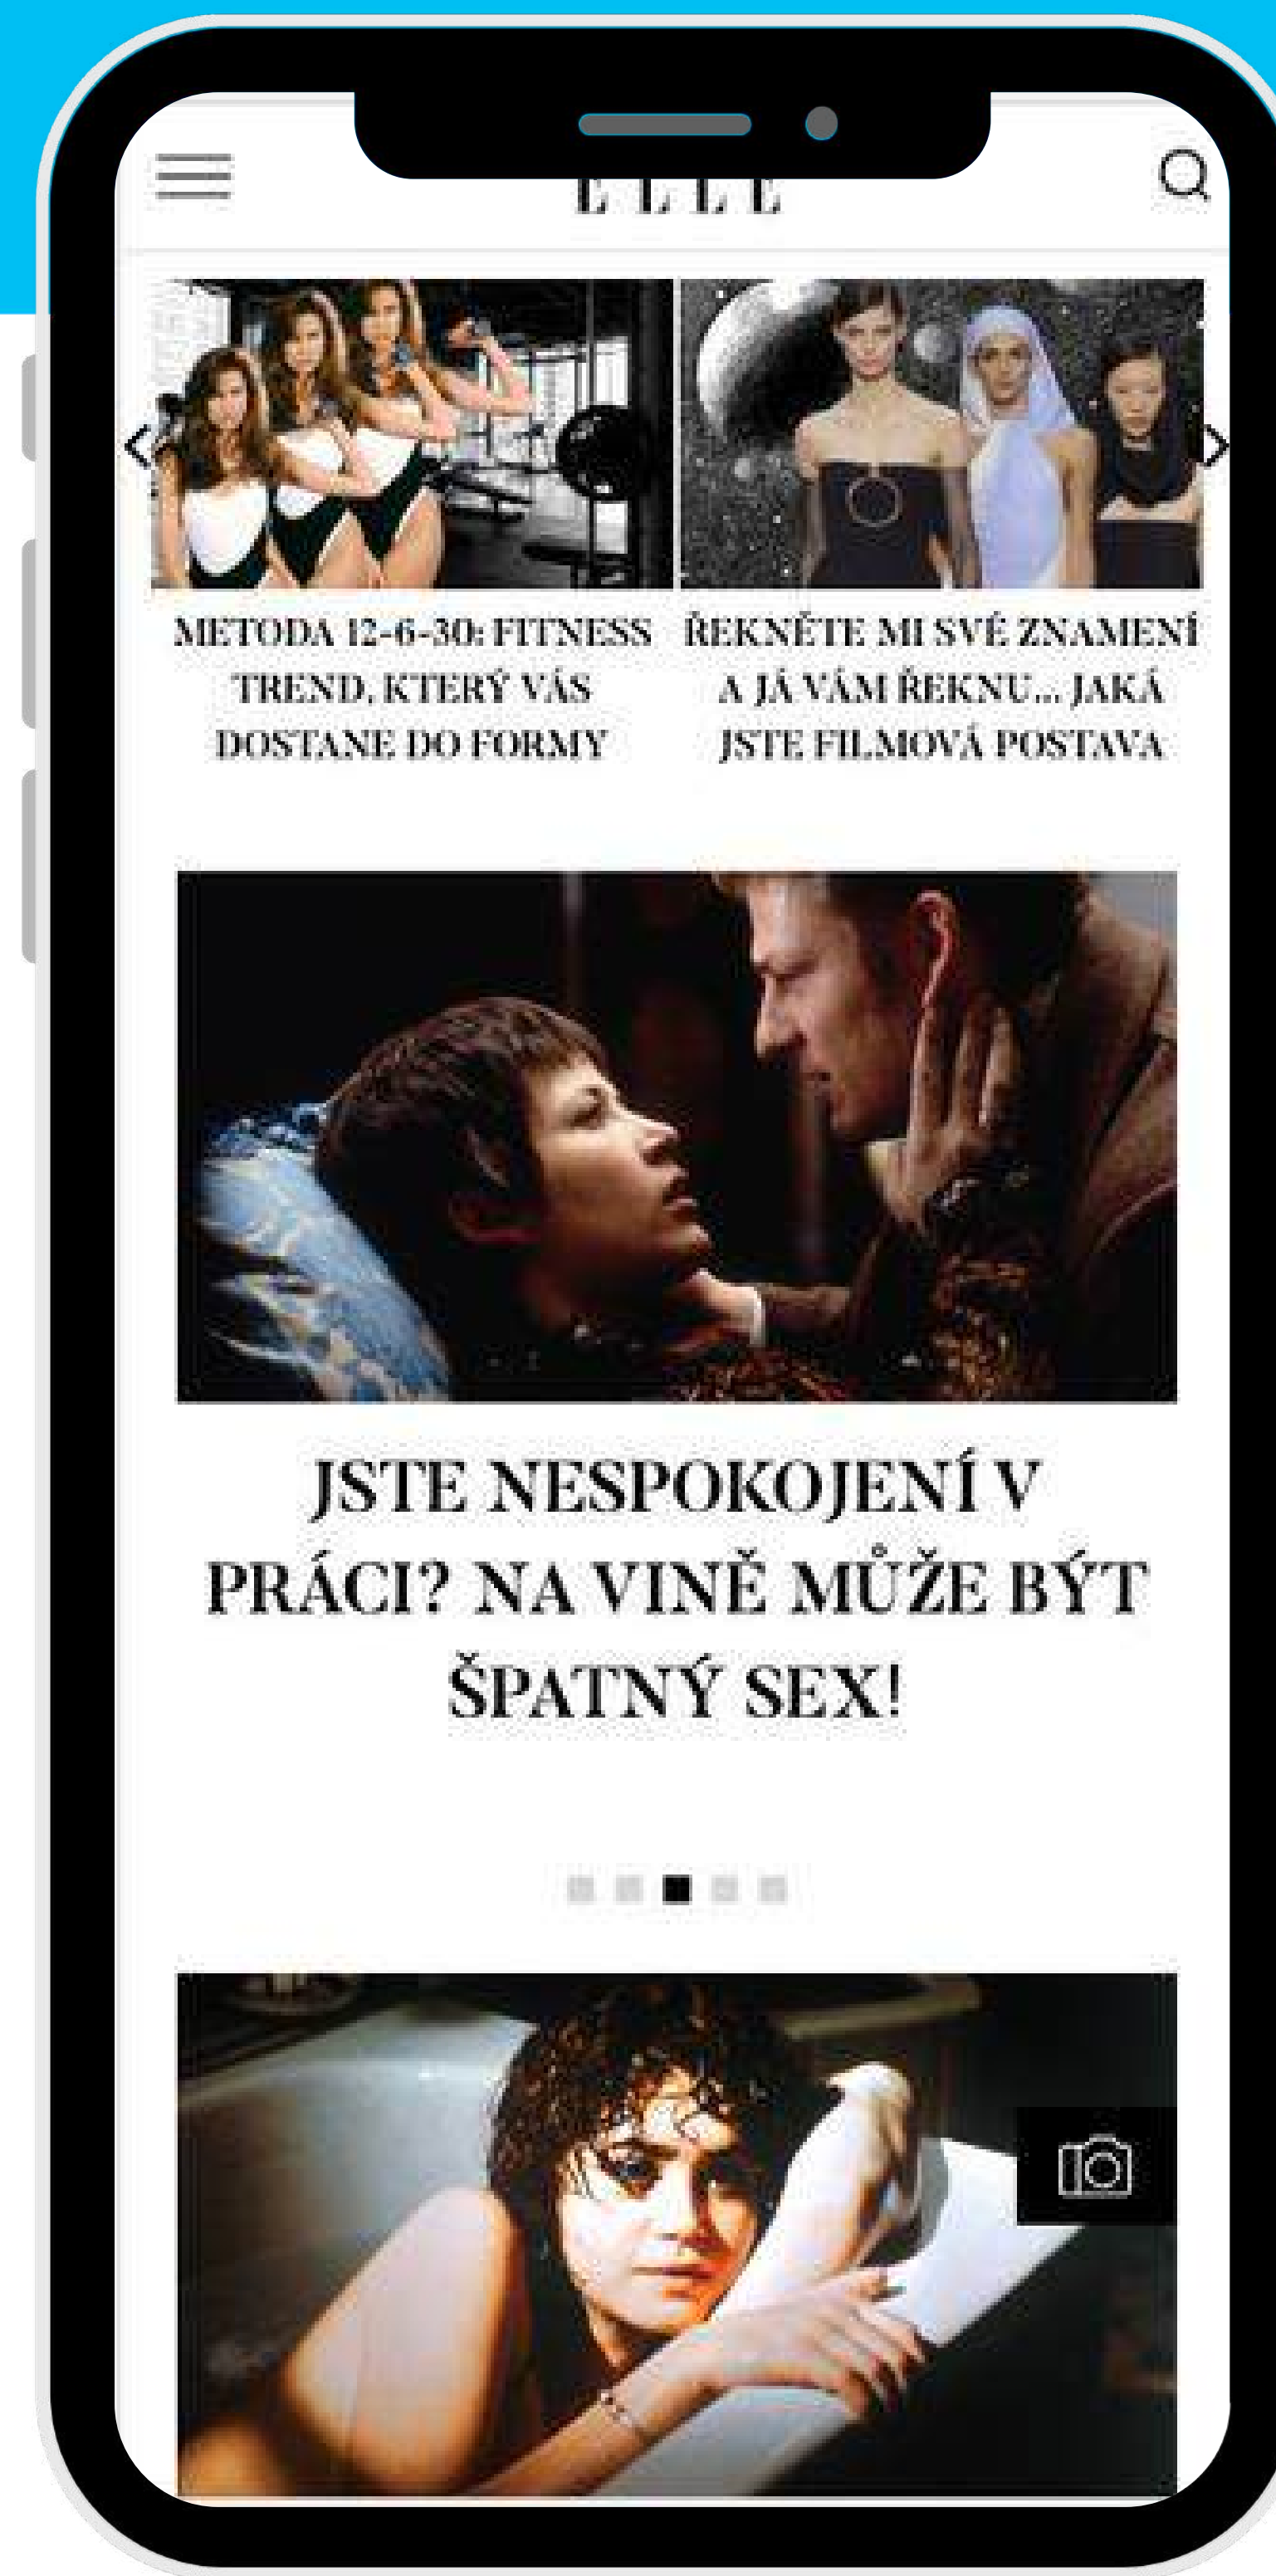 ELLE
METODA 12-6-30: FITNESS
TREND, KTERÝ VÁS
DOSTANE DO FORMY
ŘEKNĚTE MI SVÉ ZNAMENÍ
A JÁ VÁM ŘEKNU... JAKÁ
JSTE FILMOVÁ POSTAVA
JSTE NESPOKOJENÍ V
PRÁCI? NA VINĚ MŮŽE BÝT
ŠPATNÝ SEX!